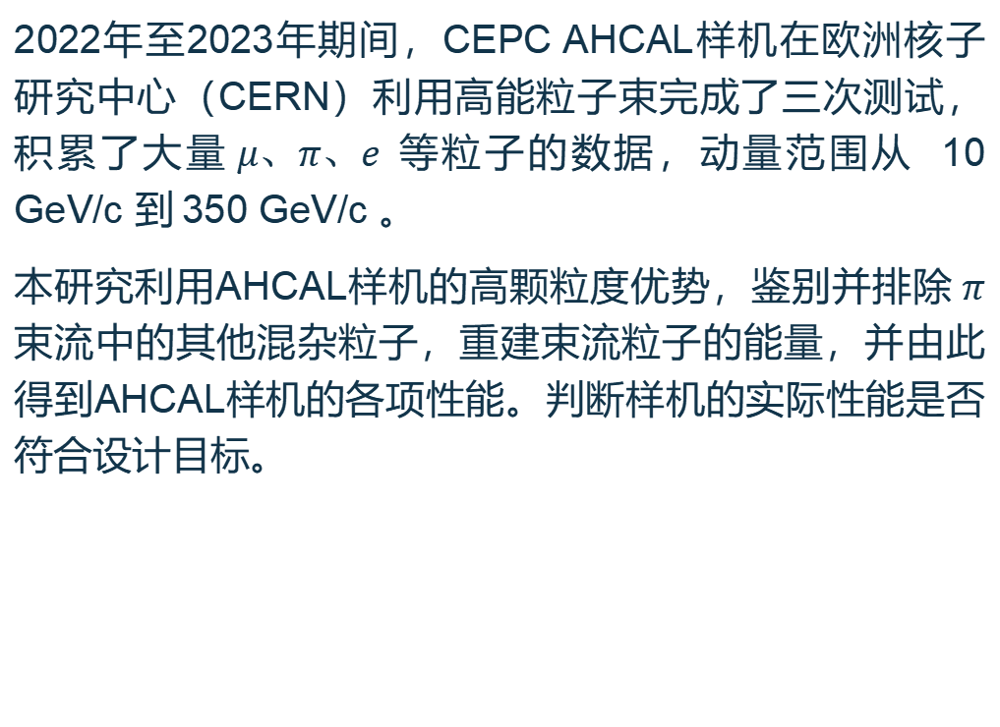 2022年至2023年期间，CEPC AHCAL样机在欧洲核子
研究中心（CERN）利用高能粒子束完成了三次测试，
积累了大量 μ、π、e 等粒子的数据，动量范围从 10
GeV/c 到 350 GeV/c 。
本研究利用AHCAL样机的高颗粒度优势，鉴别并排除 π
束流中的其他混杂粒子，重建束流粒子的能量，并由此
得到AHCAL样机的各项性能。判断样机的实际性能是否
符合设计目标。